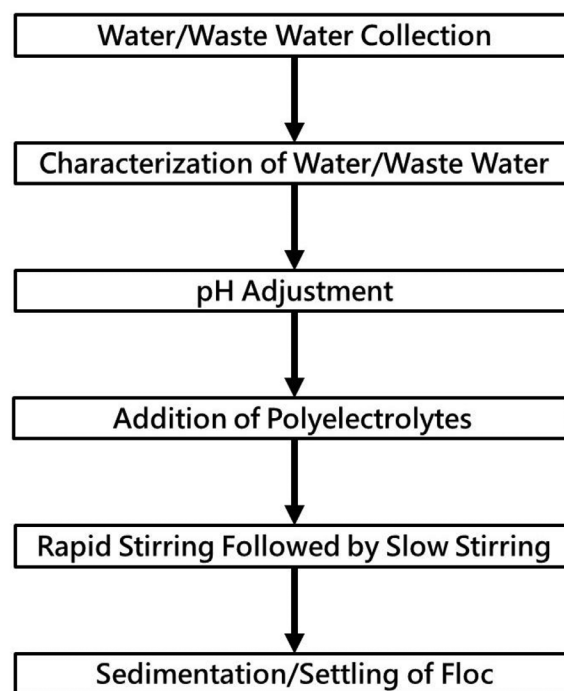 Water/Waste Water Collection
Characterization of Water/Waste Water
pH Adjustment
Addition of Polyelectrolytes
Rapid Stirring Followed by Slow Stirring
Sedimentation/Settling of Floc